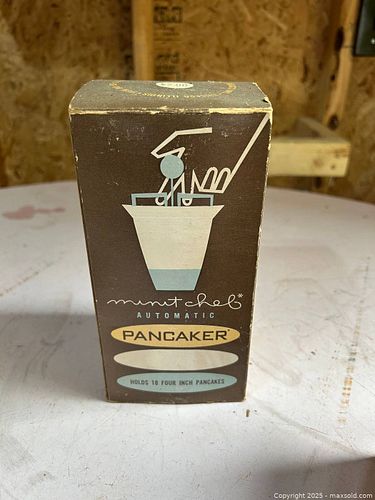 minit chef®
AUTOMATIC
PANCAKER®
HOLDS 18 FOUR INCH PANCAKES
Copyright 2025 - maxsold.com